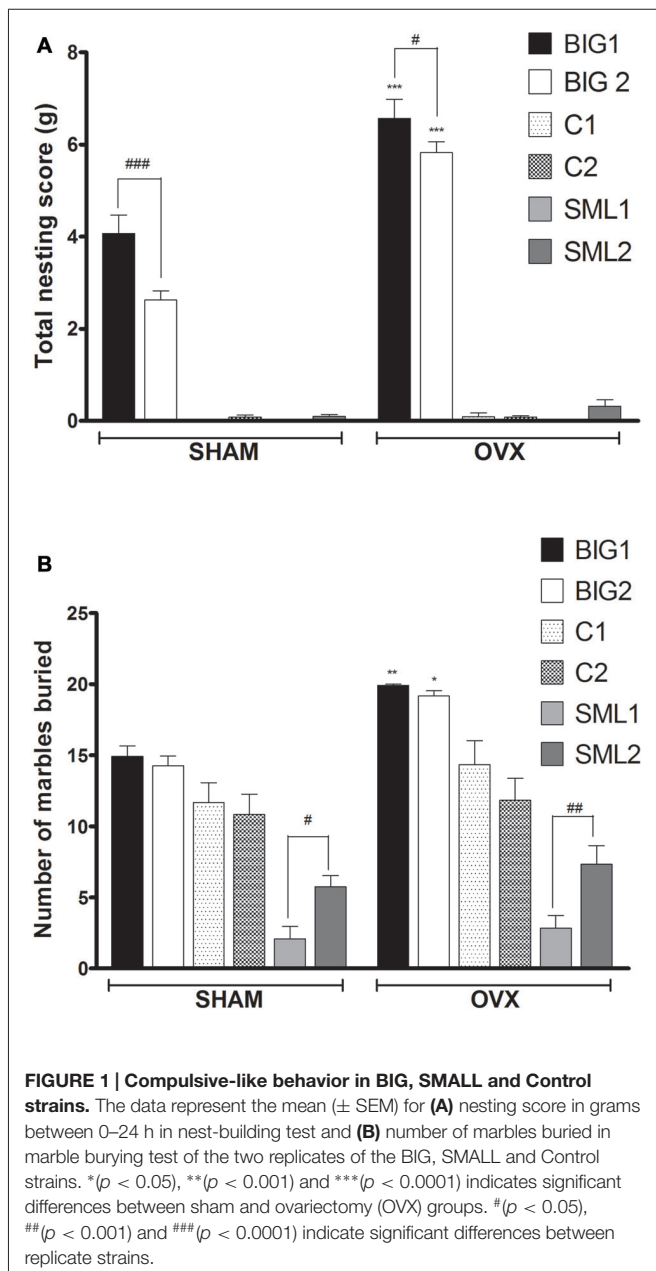 A
Total nesting score (g)
8
6
4
2
0
###
#
***
***
BIG1
BIG 2
C1
C2
SML1
SML2
SHAM
OVX
B
Number of marbles buried
25
20
15
10
5
0
#
**
*
##
BIG1
BIG2
C1
C2
SML1
SML2
SHAM
OVX
FIGURE 1 | Compulsive-like behavior in BIG, SMALL and Control
strains. The data represent the mean (± SEM) for (A) nesting score in grams
between 0–24 h in nest-building test and (B) number of marbles buried in
marble burying test of the two replicates of the BIG, SMALL and Control
strains. *(p < 0.05), **(p < 0.001) and ***(p < 0.0001) indicates significant
differences between sham and ovariectomy (OVX) groups. #(p < 0.05),
##(p < 0.001) and ###(p < 0.0001) indicate significant differences between
replicate strains.